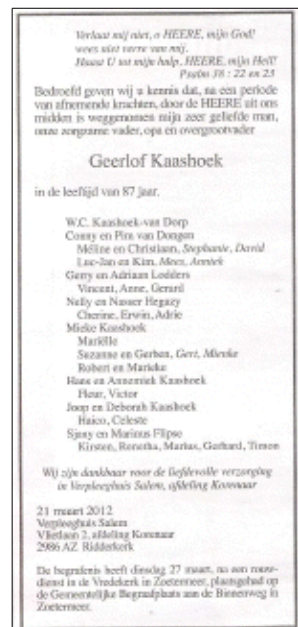 Verlaat mij niet, o HEERE, mijn God!
wees niet verre van mij.
Haast U tot mijn hulp, HEERE, mijn Heil!
Psalm 38 : 22 en 23
Bedroefd geven wij u kennis dat, na een periode
van afnemende krachten, door de HEERE uit ons
midden is weggenomen mijn zeer geliefde man,
onze zorgzame vader, opa en overgrootvader
Geerlof Kaashoek
in de leeftijd van 87 jaar.
W.C. Kaashoek-van Dorp
Conny en Pim van Dongen
Méline en Christiaan, Stephanie, David
Luc-Jan en Kim, Mees, Anniek
Gerry en Adriaan Lodders
Vincent, Anne, Gerard
Nelly en Nasser Hegazy
Cherine, Erwin, Adrie
Mieke Kaashoek
Mariëlle
Suzanne en Gerben, Gert, Mienke
Robert en Marieke
Hans en Annemiek Kaashoek
Fleur, Victor
Joop en Deborah Kaashoek
Haico, Celeste
Sjany en Marinus Flipse
Kirsten, Renetha, Marius, Gerhard, Timon
Wij zijn dankbaar voor de liefdevolle verzorging
in Verpleeghuis Salem, afdeling Korenaar
21 maart 2012
Verpleeghuis Salem
Vlietlaan 2, afdeling Korenaar
2986 AZ Ridderkerk
De begrafenis heeft dinsdag 27 maart, na een rouw-
dienst in de Vredekerk in Zoetermeer, plaatsgehad op
de Gemeentelijke Begraafplaats aan de Binnenweg in
Zoetermeer.